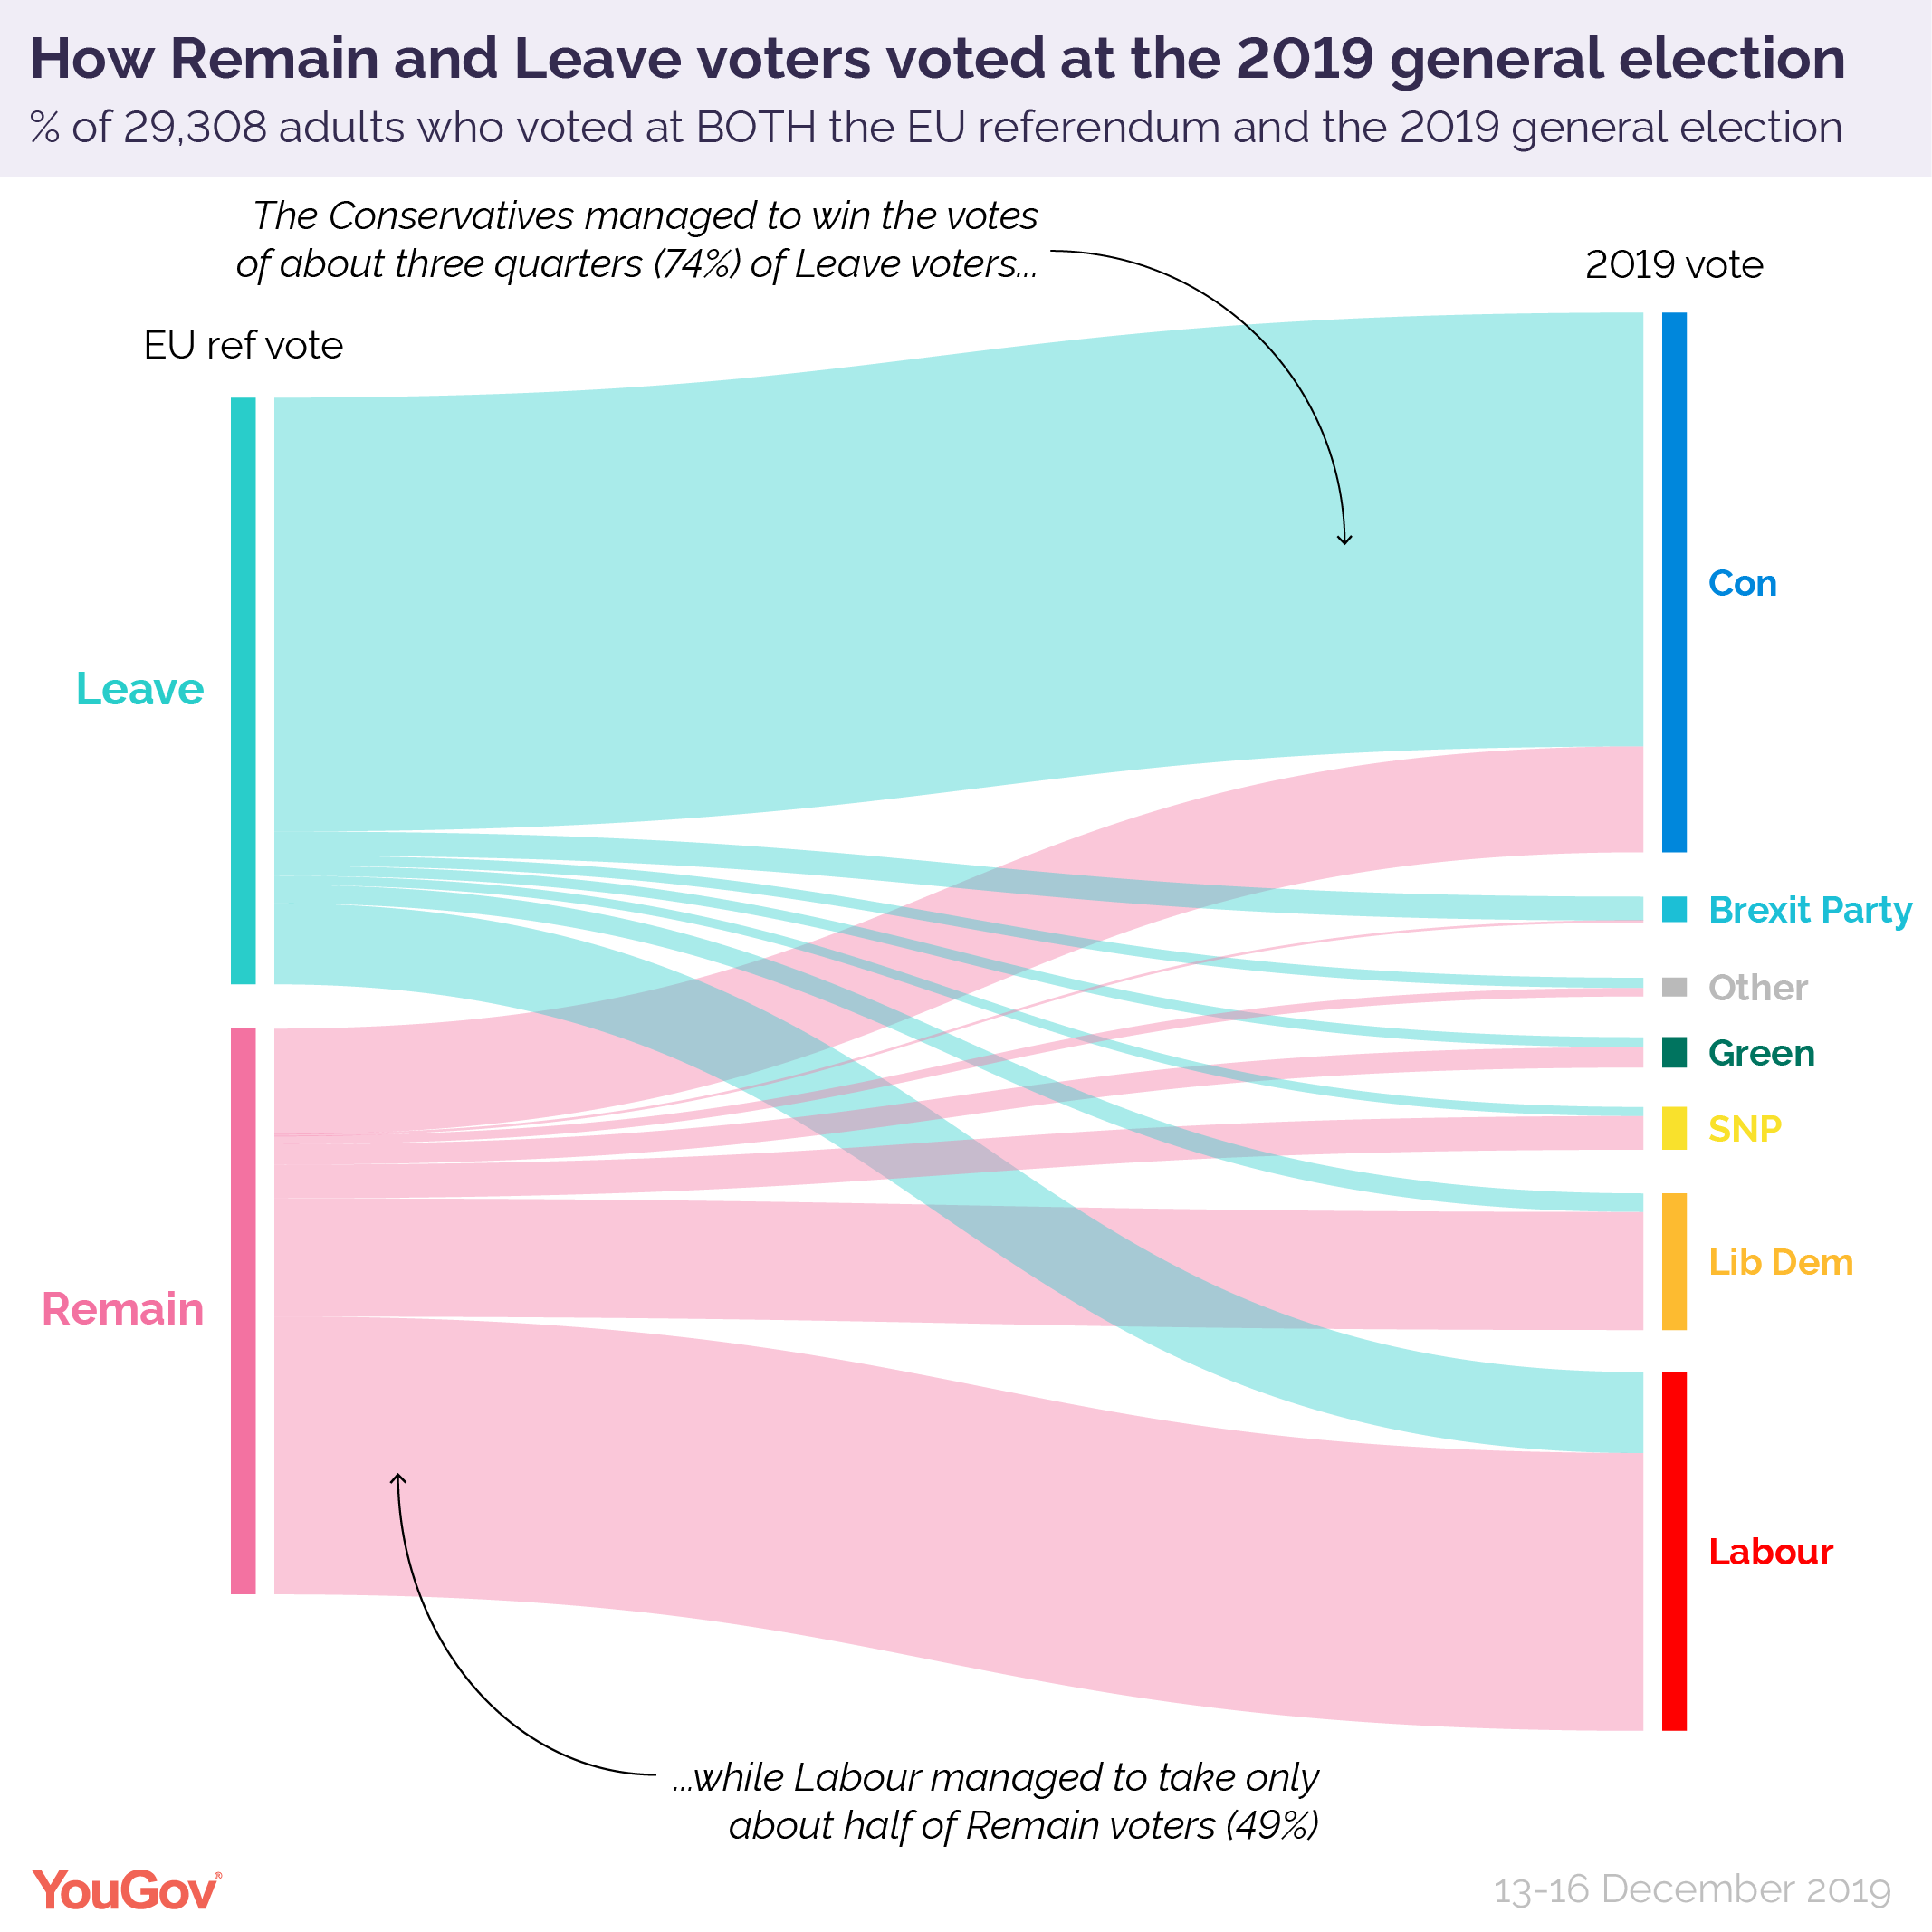 How Remain and Leave voters voted at the 2019 general election
% of 29,308 adults who voted at BOTH the EU referendum and the 2019 general election
The Conservatives managed to win the votes
of about three quarters (74%) of Leave voters...
2019 vote
EU ref vote
Con
Leave
Brexit Party
Other
Green
SNP
Lib Dem
Remain
Labour
...while Labour managed to take only
about half of Remain voters (49%)
YouGov®
13-16 December 2019